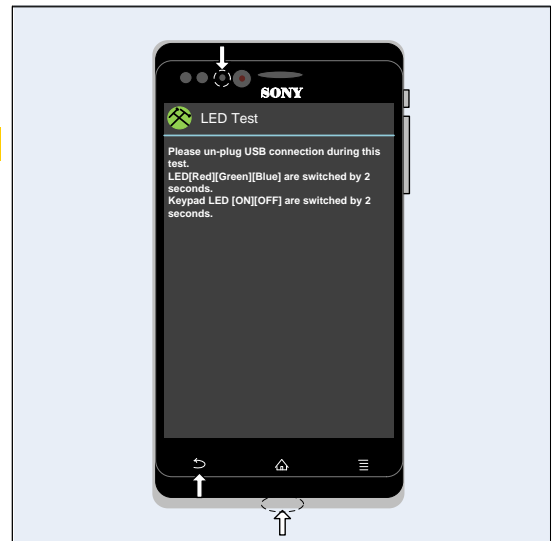 SONY
LED Test
Please un-plug USB connection during this
test.
LED[Red][Green][Blue] are switched by 2
seconds.
Keypad LED [ON][OFF] are switched by 2
seconds.